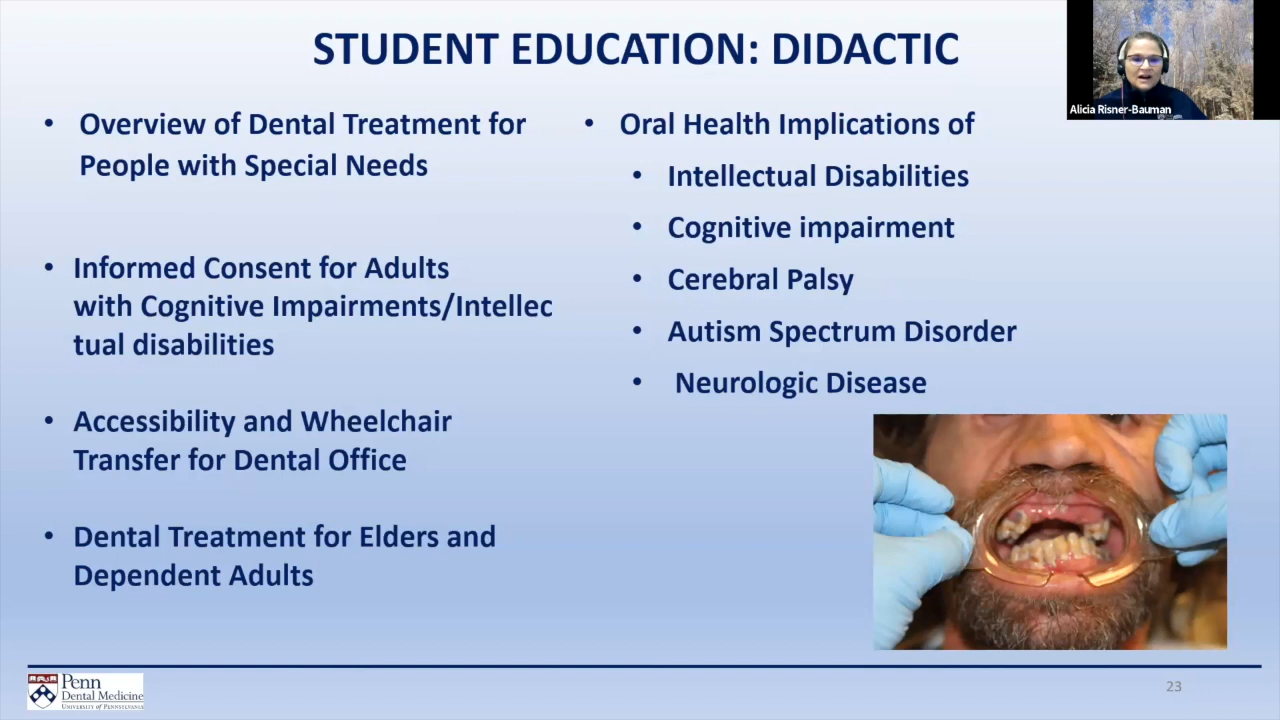 STUDENT EDUCATION: DIDACTIC
Alicia Risner-Bauman
• Overview of Dental Treatment for
People with Special Needs
• Informed Consent for Adults
with Cognitive Impairments/Intellec
tual disabilities
• Accessibility and Wheelchair
Transfer for Dental Office
• Dental Treatment for Elders and
Dependent Adults
• Oral Health Implications of
• Intellectual Disabilities
• Cognitive impairment
• Cerebral Palsy
• Autism Spectrum Disorder
• Neurologic Disease
Penn
Dental Medicine
University of Pennsylvania
23